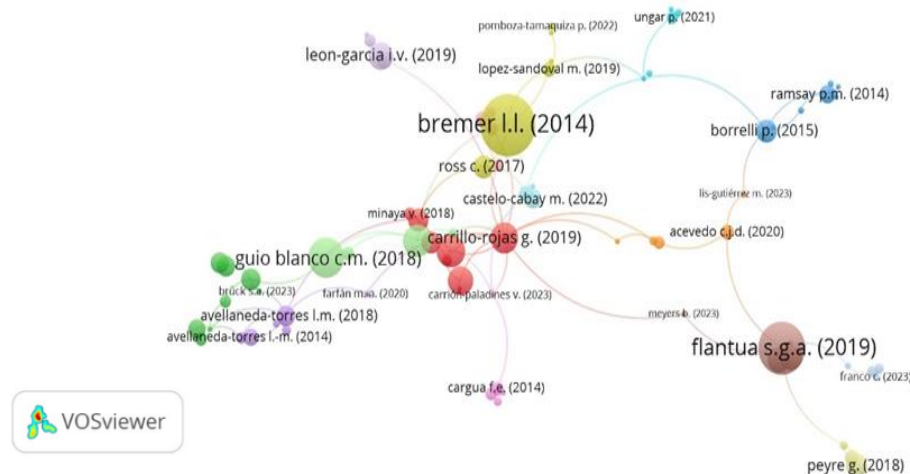 ungar p. (2021)
pomboza-tamaquiza p. (2022)
leon-garcia i.v. (2019)
lopez-sandoval m. (2019)
ramsay p.m. (2014)
bremer l.l. (2014)
borrelli p. (2015)
ross c. (2017)
castelo-cabay m. (2022)
lis-gutiérrez m. (2023)
minaya v. (2018)
carrillo-rojas g. (2019)
acevedo c.j.d. (2020)
guio blanco c.m. (2018)
brück s.a. (2023)
farfán m.a. (2020)
carrión-paladines v. (2023)
avellaneda-torres l.m. (2018)
meyers b. (2023)
avellaneda-torres l.-m. (2014)
flantua s.g.a. (2019)
franco c. (2023)
cargua f.e. (2014)
VOSviewer
peyre g. (2018)